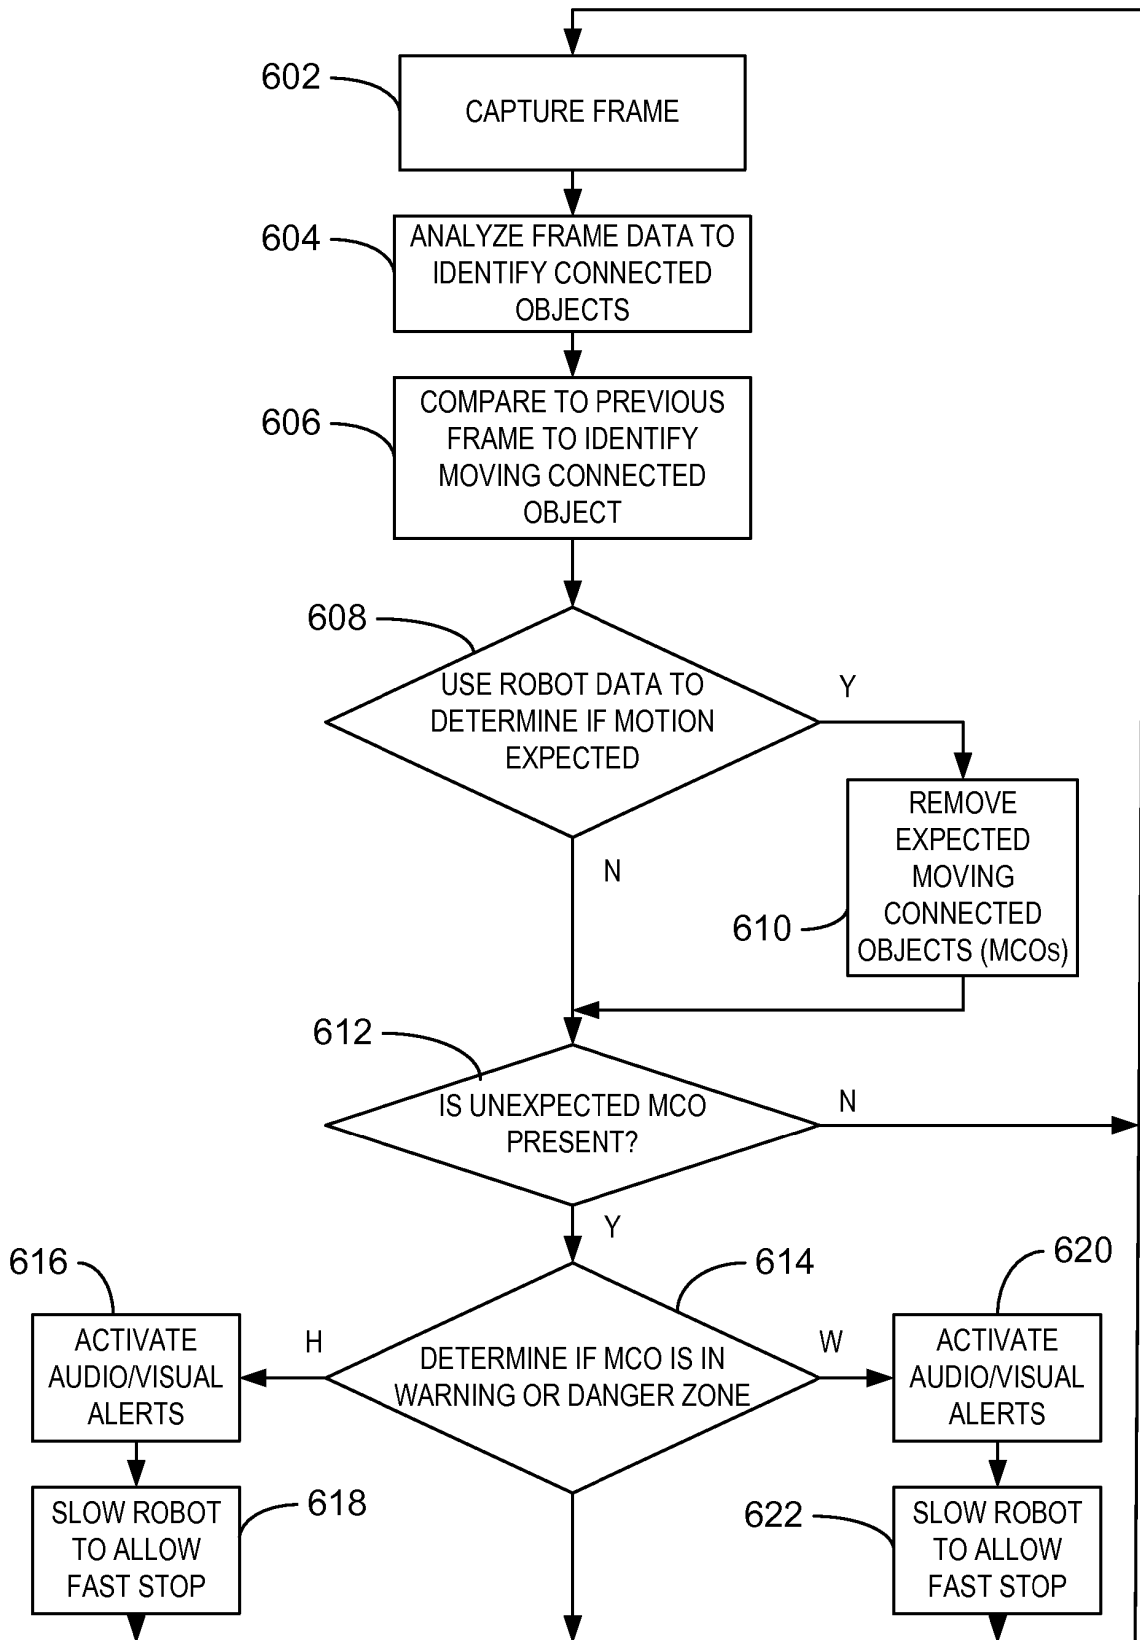 602
CAPTURE FRAME
604
ANALYZE FRAME DATA TO
IDENTIFY CONNECTED
OBJECTS
606
COMPARE TO PREVIOUS
FRAME TO IDENTIFY
MOVING CONNECTED
OBJECT
608
USE ROBOT DATA TO
DETERMINE IF MOTION
EXPECTED
Y
N
610
REMOVE
EXPECTED
MOVING
CONNECTED
OBJECTS (MCOs)
612
IS UNEXPECTED MCO
PRESENT?
N
Y
614
DETERMINE IF MCO IS IN
WARNING OR DANGER ZONE
H
W
616
ACTIVATE
AUDIO/VISUAL
ALERTS
618
SLOW ROBOT
TO ALLOW
FAST STOP
620
ACTIVATE
AUDIO/VISUAL
ALERTS
622
SLOW ROBOT
TO ALLOW
FAST STOP